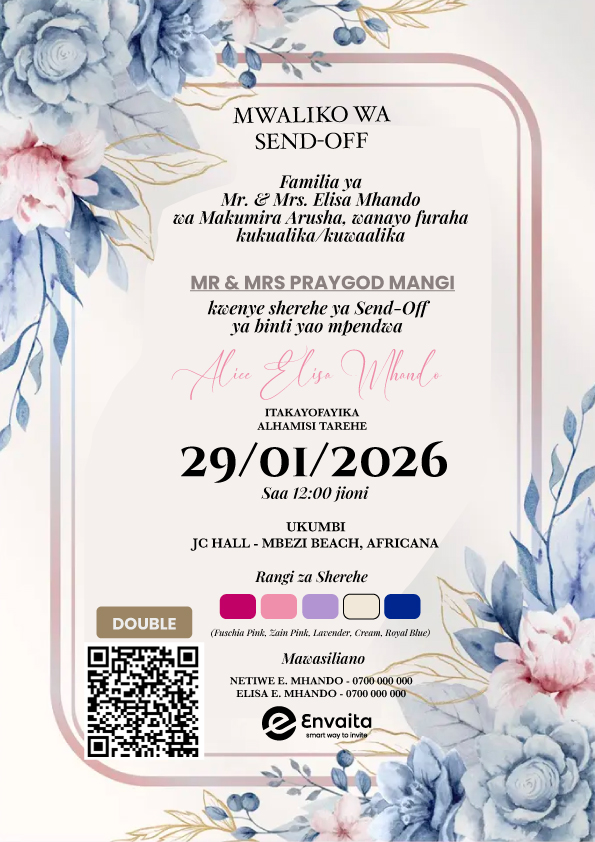 MWALIKO WA
SEND-OFF
Familia ya
Mr. & Mrs. Elisa Mhando
wa Makumira Arusha, wanayo furaha
kukualika/kuwaalika
MR & MRS PRAYGOD MANGI
kwenye sherehe ya Send-Off
ya binti yao mpendwa
Alice Elisa Mhando
ITAKAYOFAYIKA
ALHAMISI TAREHE
29/01/2026
Saa 12:00 jioni
UKUMBI
JC HALL - MBEZI BEACH, AFRICANA
Rangi za Sherehe
(Fuschia Pink, Zain Pink, Lavender, Cream, Royal Blue)
DOUBLE
Mawasiliano
NETIWE E. MHANDO - 0700 000 000
ELISA E. MHANDO - 0700 000 000
Envaita
smart way to invite